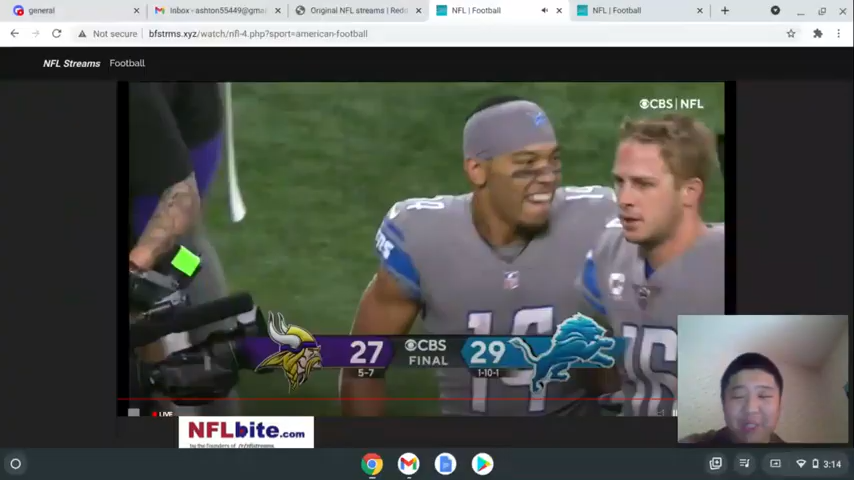 general
Inbox - ashton55449@gma
Original NFL streams | Redd
NFL | Football
NFL | Football
Not secure
bfstrms.xyz/watch/nfl-4.php?sport=american-football
NFL Streams
Football
CBS | NFL
14
16
27
5-7
CBS
FINAL
29
1-10-1
LIVE
NFLbite.com
by the Founders of /r/nflstreams
3:14